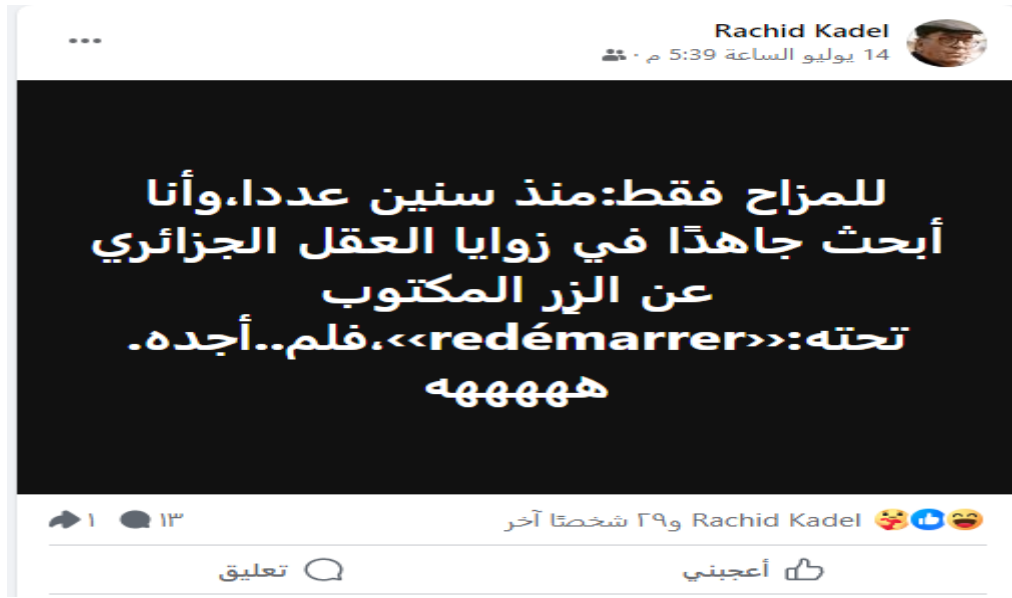 Rachid Kadel
14 يوليو الساعة 5:39 م ·
للمزاح فقط:منذ سنين عددا،وأنا
أبحث جاهدًا في زوايا العقل الجزائري
عن الزِر المكتوب
تحته:‹‹redémarrer››،فلم..أجده.
هههههه
Rachid Kadel و٢٩ شخصًا آخر
١٣
١
أعجبني
تعليق